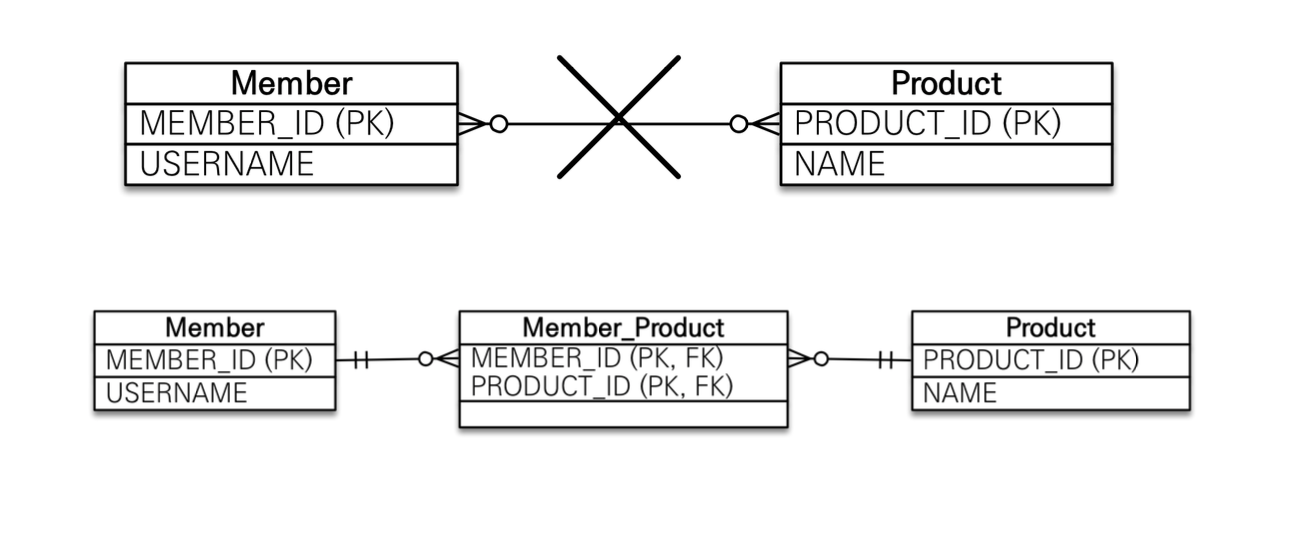 Member
MEMBER_ID (PK)
USERNAME
Product
PRODUCT_ID (PK)
NAME
Member
MEMBER_ID (PK)
USERNAME
Member_Product
MEMBER_ID (PK, FK)
PRODUCT_ID (PK, FK)
Product
PRODUCT_ID (PK)
NAME